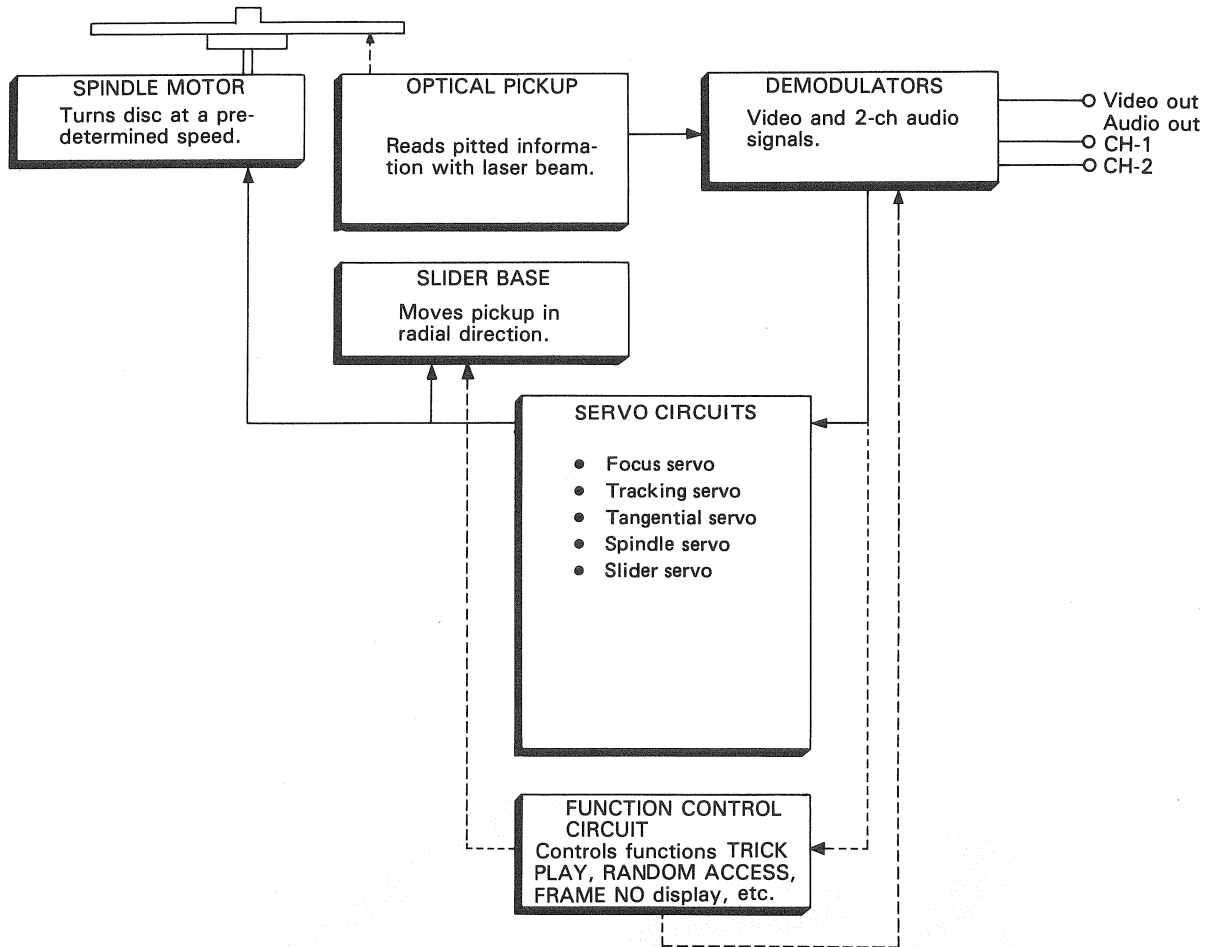 SPINDLE MOTOR
Turns disc at a pre-
determined speed.
OPTICAL PICKUP
Reads pitted informa-
tion with laser beam.
DEMODULATORS
Video and 2-ch audio
signals.
Video out
Audio out
CH-1
CH-2
SLIDER BASE
Moves pickup in
radial direction.
SERVO CIRCUITS
● Focus servo
● Tracking servo
● Tangential servo
● Spindle servo
● Slider servo
FUNCTION CONTROL
CIRCUIT
Controls functions TRICK
PLAY, RANDOM ACCESS,
FRAME NO display, etc.